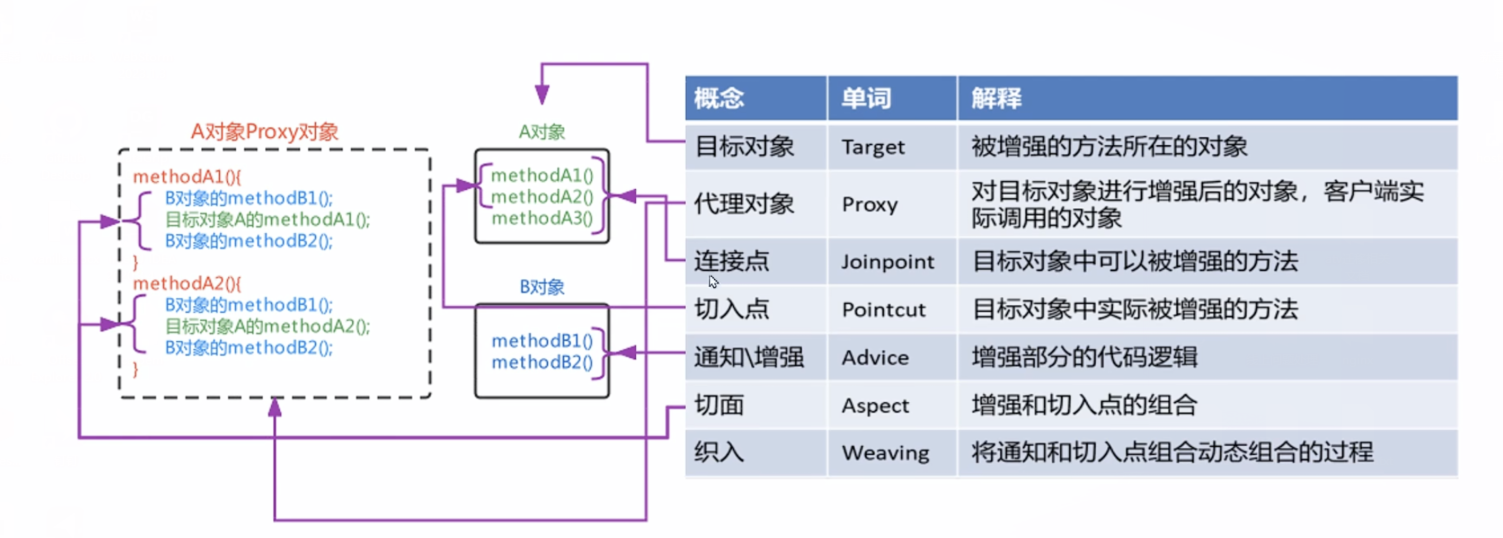 A对象Proxy对象
methodA1(){
B对象的methodB1();
目标对象A的methodA1();
B对象的methodB2();
}
methodA2(){
B对象的methodB1();
目标对象A的methodA2();
B对象的methodB2();
}
A对象
methodA1()
methodA2()
methodA3()
B对象
methodB1()
methodB2()
概念 单词 解释
目标对象 Target 被增强的方法所在的对象
代理对象 Proxy 对目标对象进行增强后的对象，客户端实
际调用的对象
连接点 Joinpoint 目标对象中可以被增强的方法
切入点 Pointcut 目标对象中实际被增强的方法
通知\增强 Advice 增强部分的代码逻辑
切面 Aspect 增强和切入点的组合
织入 Weaving 将通知和切入点组合动态组合的过程